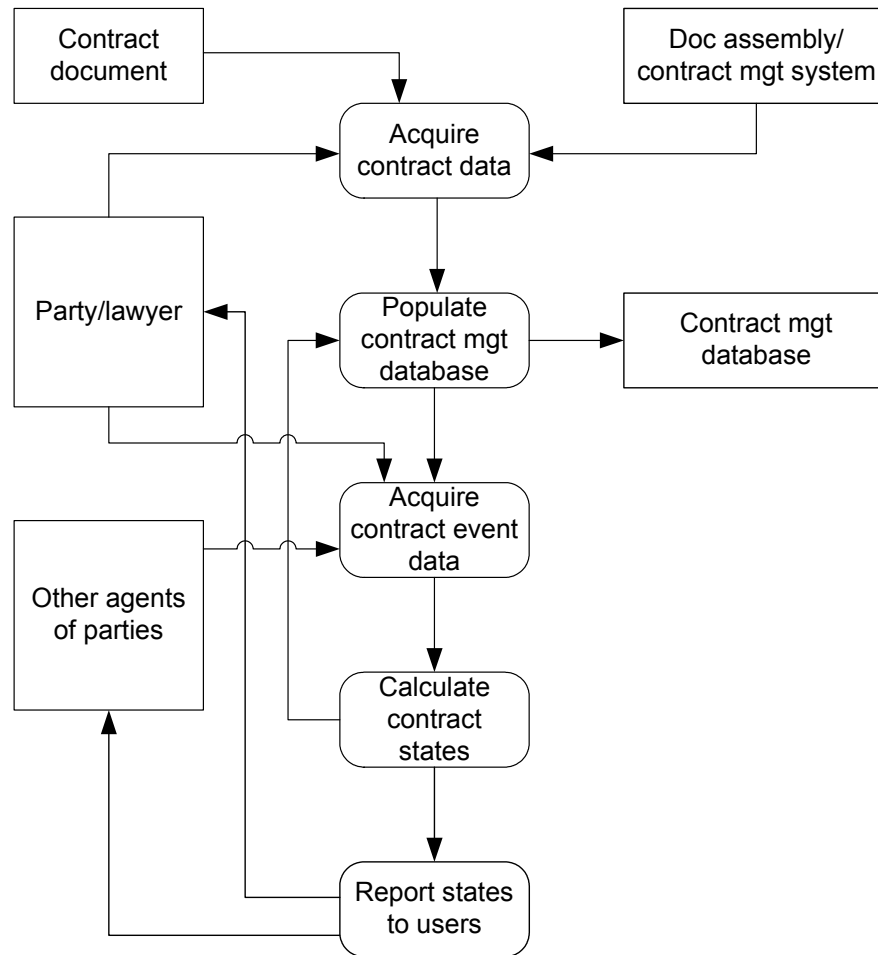 Contract
document
Doc assembly/
contract mgt system
Acquire
contract data
Party/lawyer
Populate
contract mgt
database
Contract mgt
database
Acquire
contract event
data
Other agents
of parties
Calculate
contract
states
Report states
to users